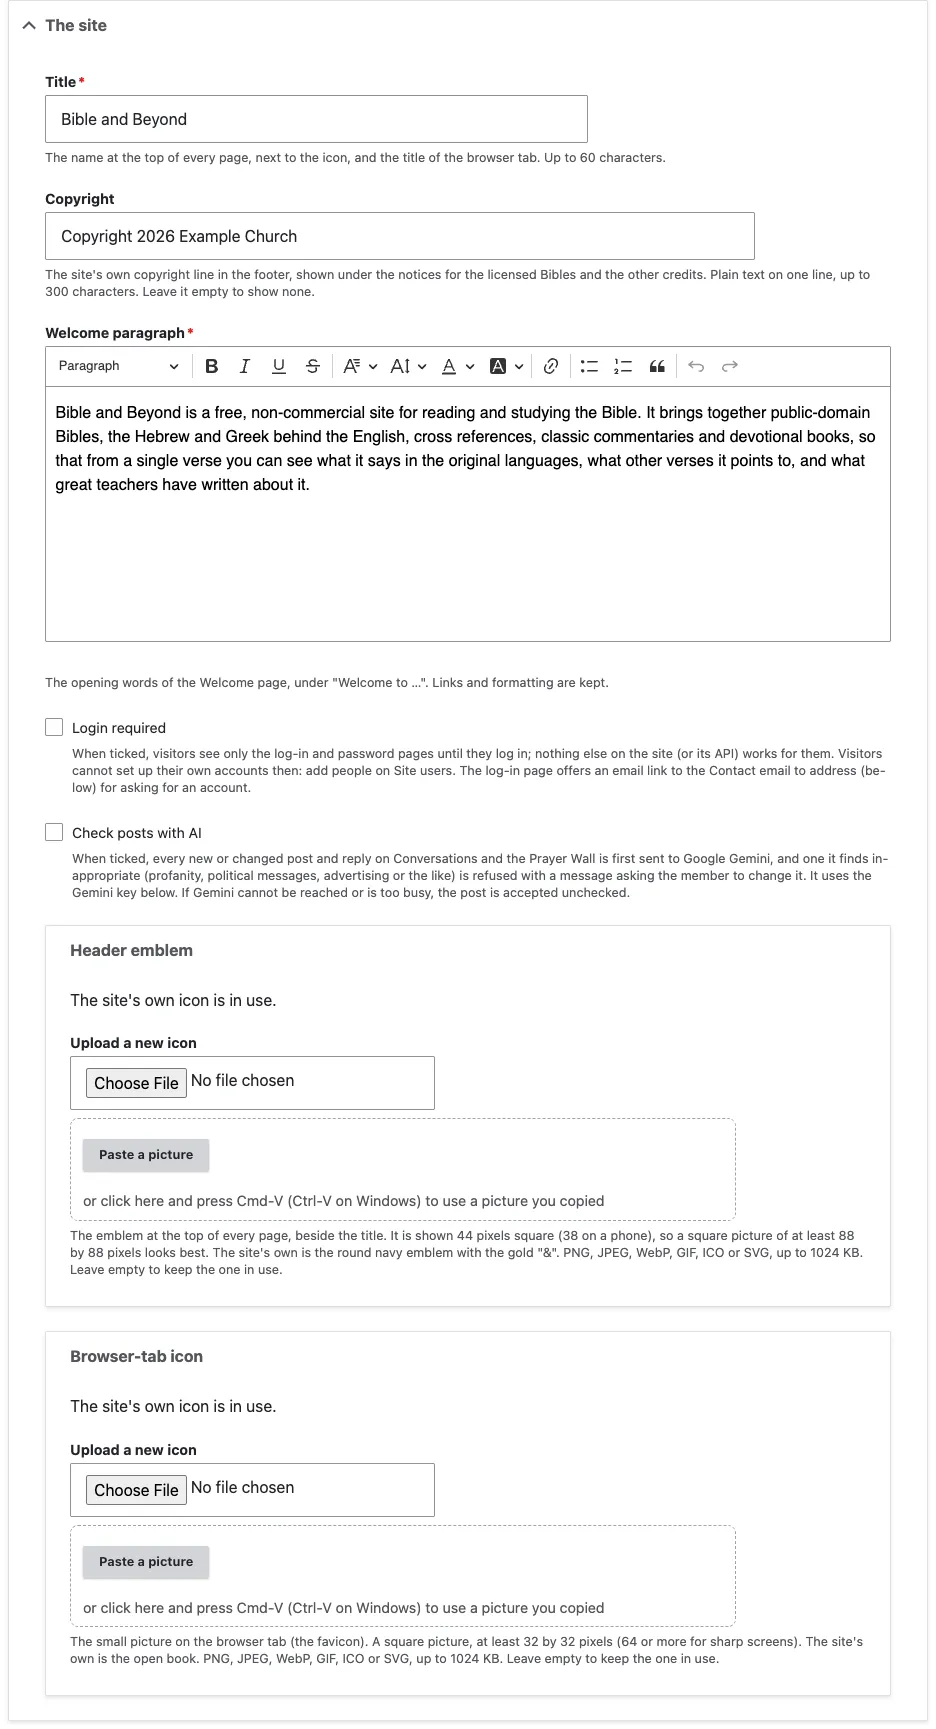 The site
Title*
Bible and Beyond
The name at the top of every page, next to the icon, and the title of the browser tab. Up to 60 characters.
Copyright
Copyright 2026 Example Church
The site's own copyright line in the footer, shown under the notices for the licensed Bibles and the other credits. Plain text on one line, up to
300 characters. Leave it empty to show none.
Welcome paragraph*
Paragraph B I U S A A A A
Bible and Beyond is a free, non-commercial site for reading and studying the Bible. It brings together public-domain
Bibles, the Hebrew and Greek behind the English, cross references, classic commentaries and devotional books, so
that from a single verse you can see what it says in the original languages, what other verses it points to, and what
great teachers have written about it.
The opening words of the Welcome page, under "Welcome to ...". Links and formatting are kept.
Login required
When ticked, visitors see only the log-in and password pages until they log in; nothing else on the site (or its API) works for them. Visitors
cannot set up their own accounts then: add people on Site users. The log-in page offers an email link to the Contact email to address (be-
low) for asking for an account.
Check posts with AI
When ticked, every new or changed post and reply on Conversations and the Prayer Wall is first sent to Google Gemini, and one it finds in-
appropriate (profanity, political messages, advertising or the like) is refused with a message asking the member to change it. It uses the
Gemini key below. If Gemini cannot be reached or is too busy, the post is accepted unchecked.
Header emblem
The site's own icon is in use.
Upload a new icon
Choose File No file chosen
Paste a picture
or click here and press Cmd-V (Ctrl-V on Windows) to use a picture you copied
The emblem at the top of every page, beside the title. It is shown 44 pixels square (38 on a phone), so a square picture of at least 88
by 88 pixels looks best. The site's own is the round navy emblem with the gold "&". PNG, JPEG, WebP, GIF, ICO or SVG, up to 1024 KB.
Leave empty to keep the one in use.
Browser-tab icon
The site's own icon is in use.
Upload a new icon
Choose File No file chosen
Paste a picture
or click here and press Cmd-V (Ctrl-V on Windows) to use a picture you copied
The small picture on the browser tab (the favicon). A square picture, at least 32 by 32 pixels (64 or more for sharp screens). The site's
own is the open book. PNG, JPEG, WebP, GIF, ICO or SVG, up to 1024 KB. Leave empty to keep the one in use.